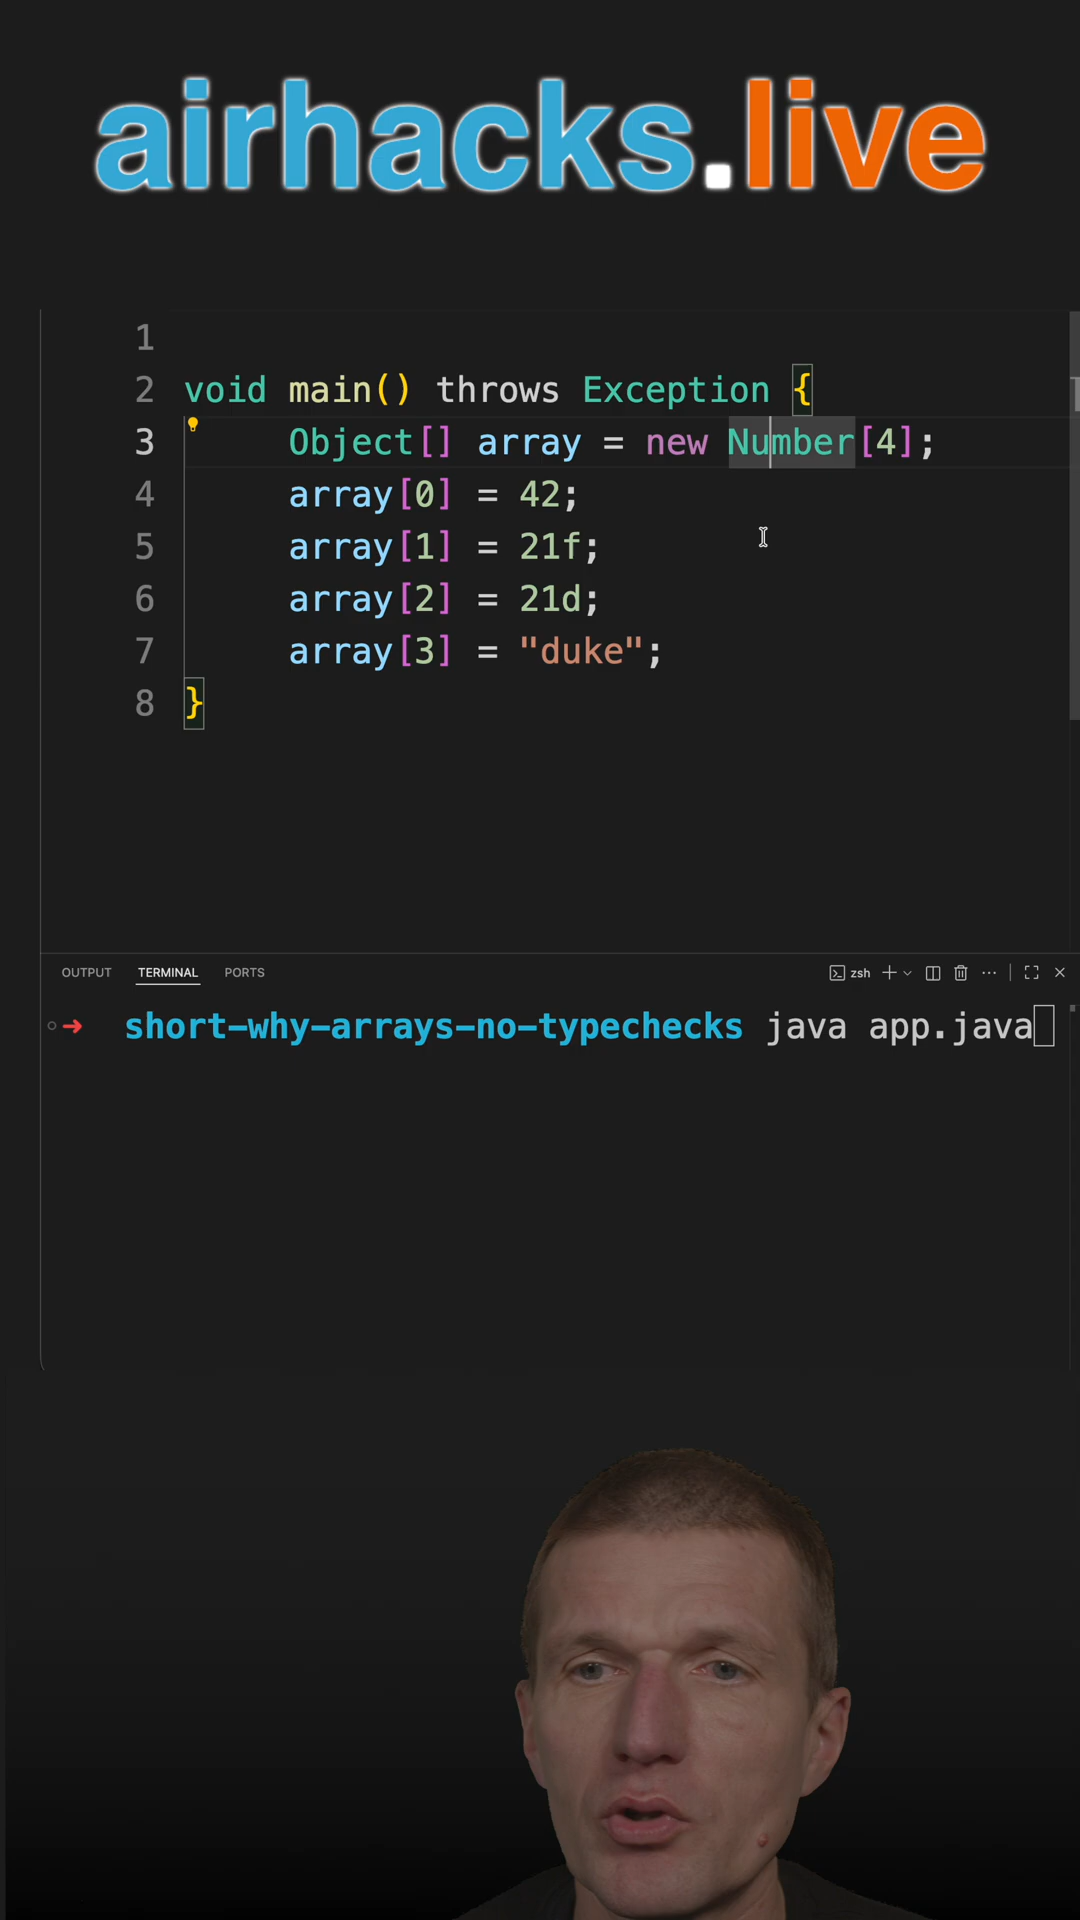 airhacks.live
1
2 void main() throws Exception {
3 Object[] array = new Number[4];
4 array[0] = 42;
5 array[1] = 21f;
6 array[2] = 21d;
7 array[3] = "duke";
8 }
OUTPUT TERMINAL PORTS zsh
short-why-arrays-no-typechecks java app.java